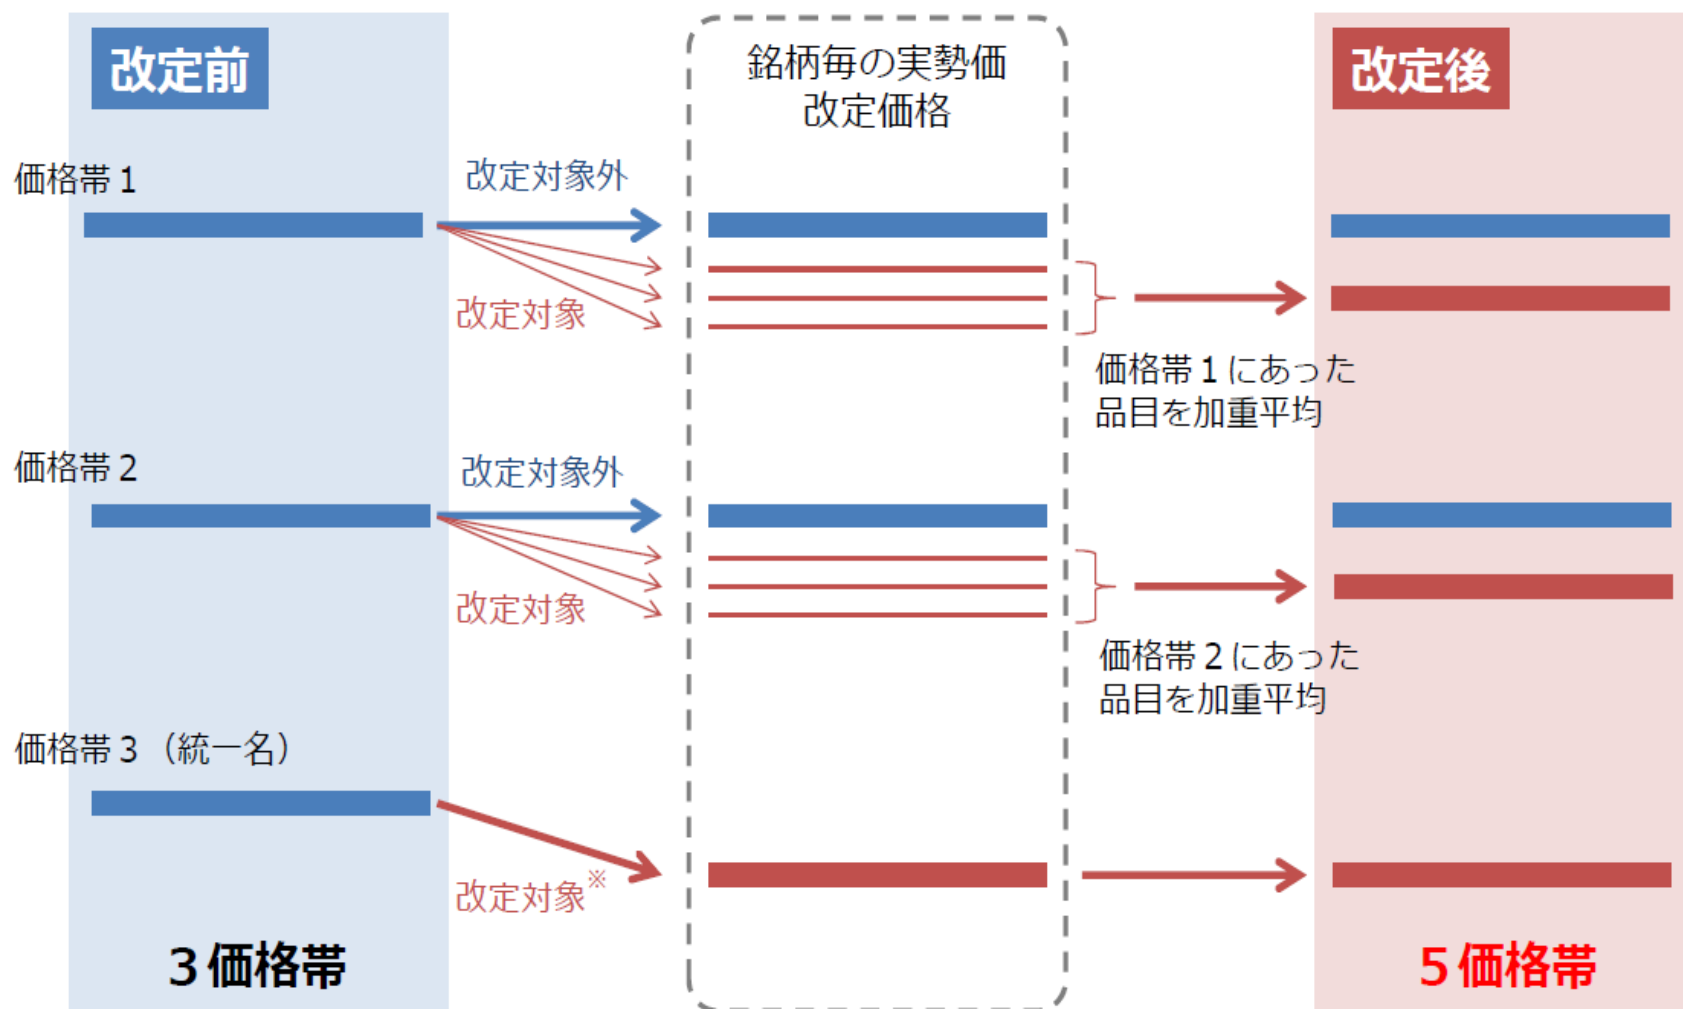 改定前
銘柄毎の実勢価
改定価格
改定後
価格帯１
改定対象外
改定対象
価格帯１にあった
品目を加重平均
価格帯２
改定対象外
改定対象
価格帯２にあった
品目を加重平均
価格帯３（統一名）
改定対象※
３価格帯
５価格帯